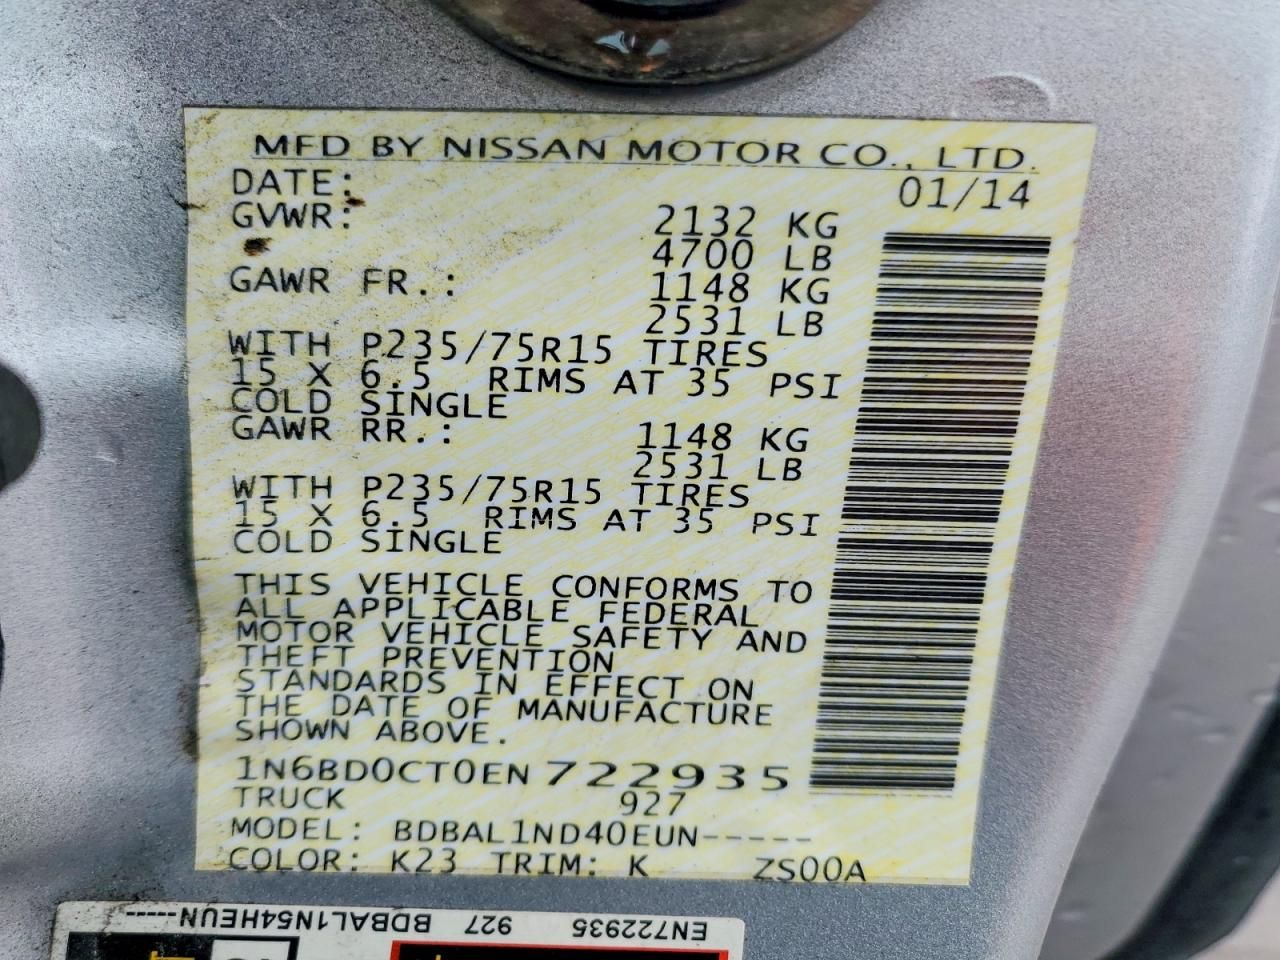 MFD BY NISSAN MOTOR CO., LTD.
DATE: 01/14
GVWR: 2132 KG
4700 LB
GAWR FR.: 1148 KG
2531 LB
WITH P235/75R15 TIRES
15 X 6.5 RIMS AT 35 PSI
COLD SINGLE
GAWR RR.: 1148 KG
2531 LB
WITH P235/75R15 TIRES
15 X 6.5 RIMS AT 35 PSI
COLD SINGLE
THIS VEHICLE CONFORMS TO
ALL APPLICABLE FEDERAL
MOTOR VEHICLE SAFETY AND
THEFT PREVENTION
STANDARDS IN EFFECT ON
THE DATE OF MANUFACTURE
SHOWN ABOVE.
1N6BD0CT0EN722935
TRUCK 927
MODEL: BDBAL1ND40EUN-----
COLOR: K23 TRIM: K ZS00A
EN722935 927 BDBAL1N54HEUN-----